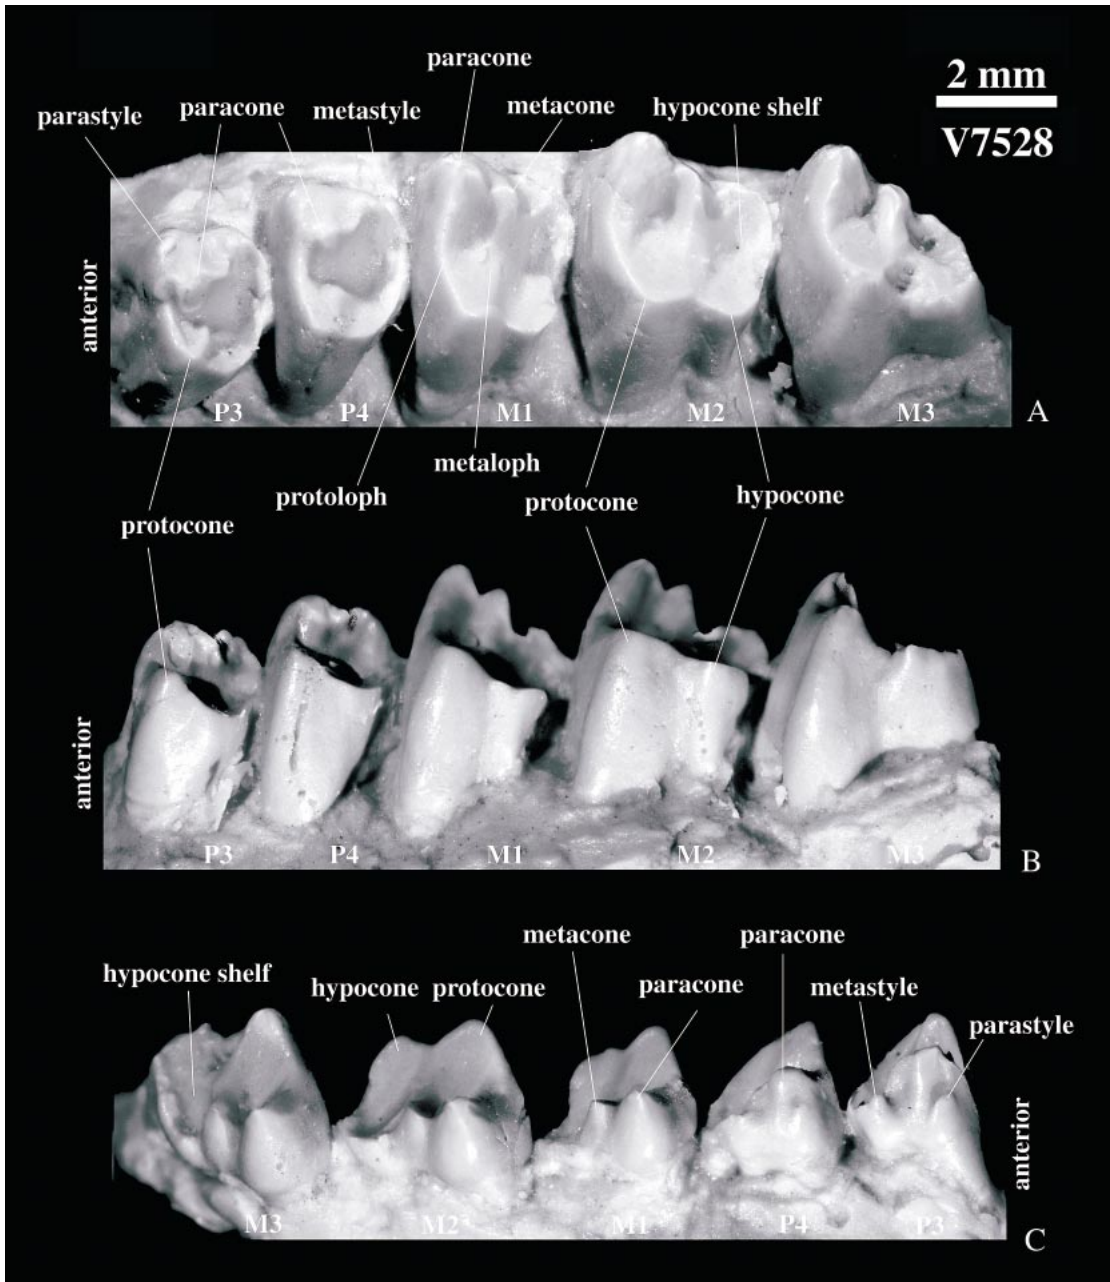 paracone
2 mm
parastyle
paracone
metastyle
metacone
hypocone shelf
V7528
anterior
P3
P4
M1
M2
M3
A
metaloph
protoloph
protocone
hypocone
protocone
anterior
P3
P4
M1
M2
M3
B
metacone
paracone
hypocone shelf
hypocone
protocone
paracone
metastyle
parastyle
anterior
M3
M2
M1
P4
P3
C